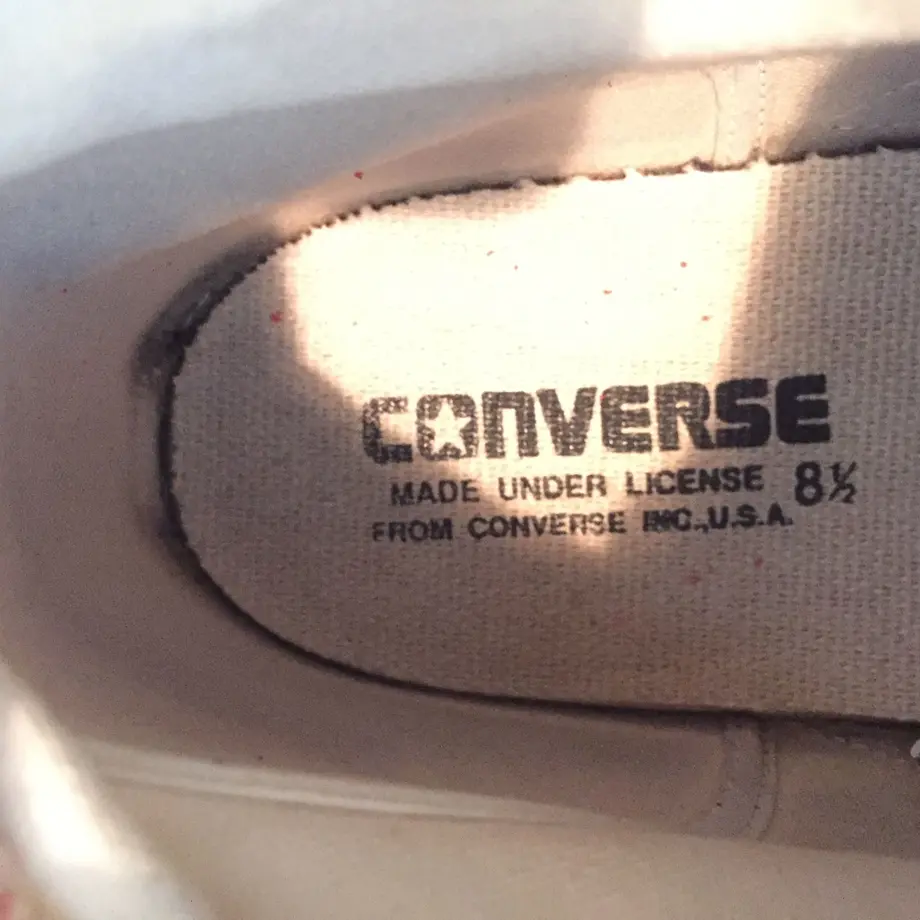 CONVERSE
MADE UNDER LICENSE 8½
FROM CONVERSE INC.,U.S.A.